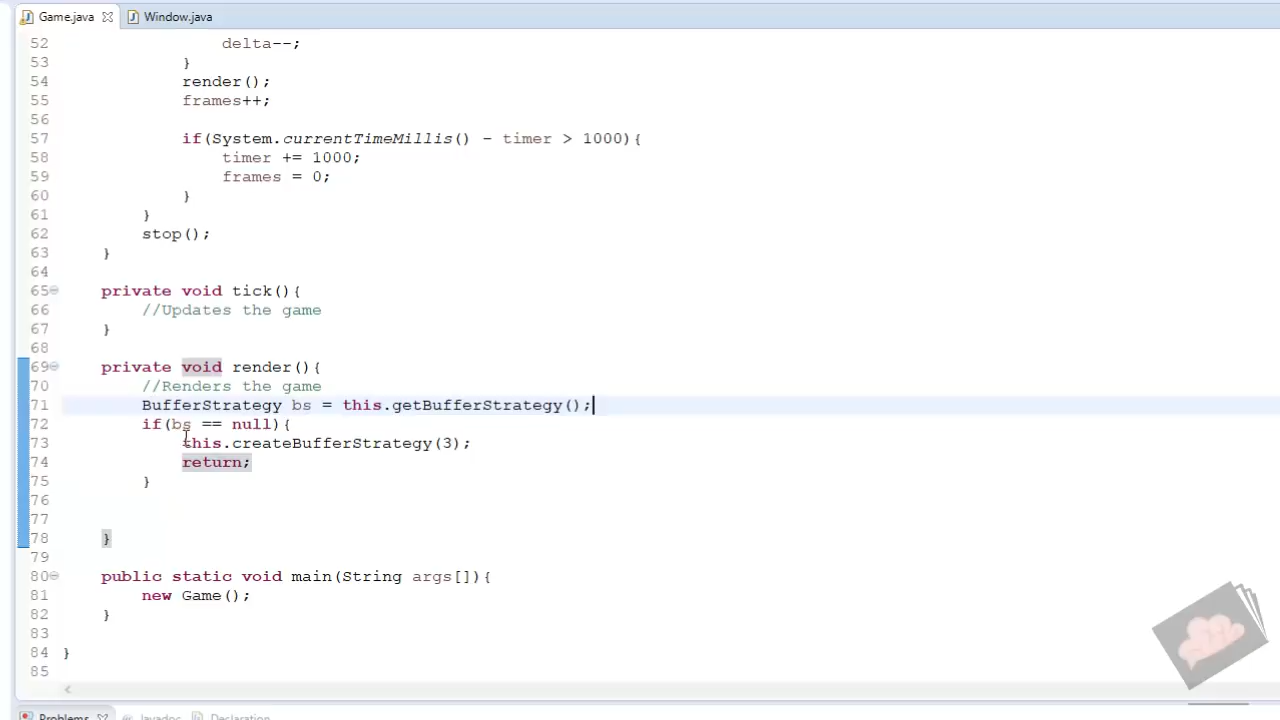 Game.java Window.java
52 delta--;
53 }
54 render();
55 frames++;
56
57 if(System.currentTimeMillis() - timer > 1000){
58 timer += 1000;
59 frames = 0;
60 }
61 }
62 stop();
63 }
64
65 private void tick(){
66 //Updates the game
67 }
68
69 private void render(){
70 //Renders the game
71 BufferStrategy bs = this.getBufferStrategy();
72 if(bs == null){
73 this.createBufferStrategy(3);
74 return;
75 }
76
77
78 }
79
80 public static void main(String args[]){
81 new Game();
82 }
83
84 }
85
Problems Javadoc Declaration